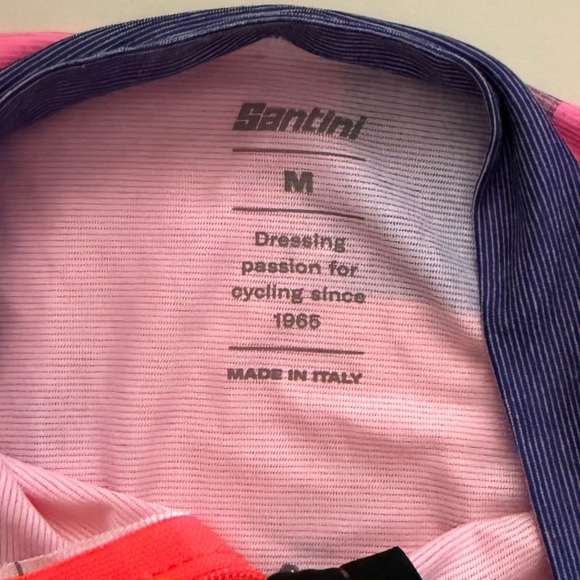 Santini
M
Dressing
passion for
cycling since
1965
MADE IN ITALY